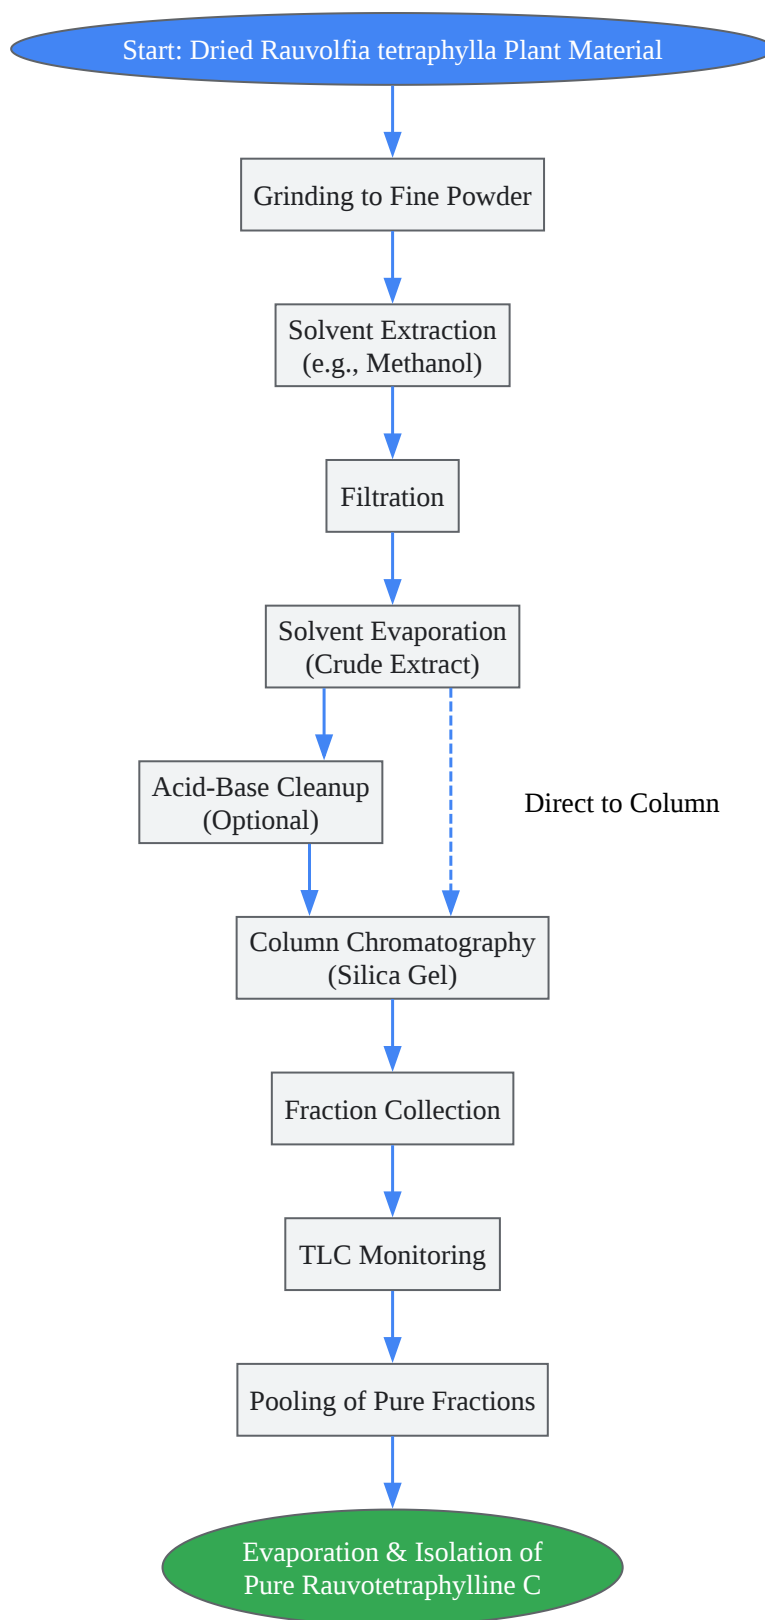 Start: Dried Rauvolfia tetraphylla Plant Material
Grinding to Fine Powder
Solvent Extraction
(e.g., Methanol)
Filtration
Solvent Evaporation
(Crude Extract)
Acid-Base Cleanup
(Optional)
Direct to Column
Column Chromatography
(Silica Gel)
Fraction Collection
TLC Monitoring
Pooling of Pure Fractions
Evaporation & Isolation of
Pure Rauvotetraphylline C